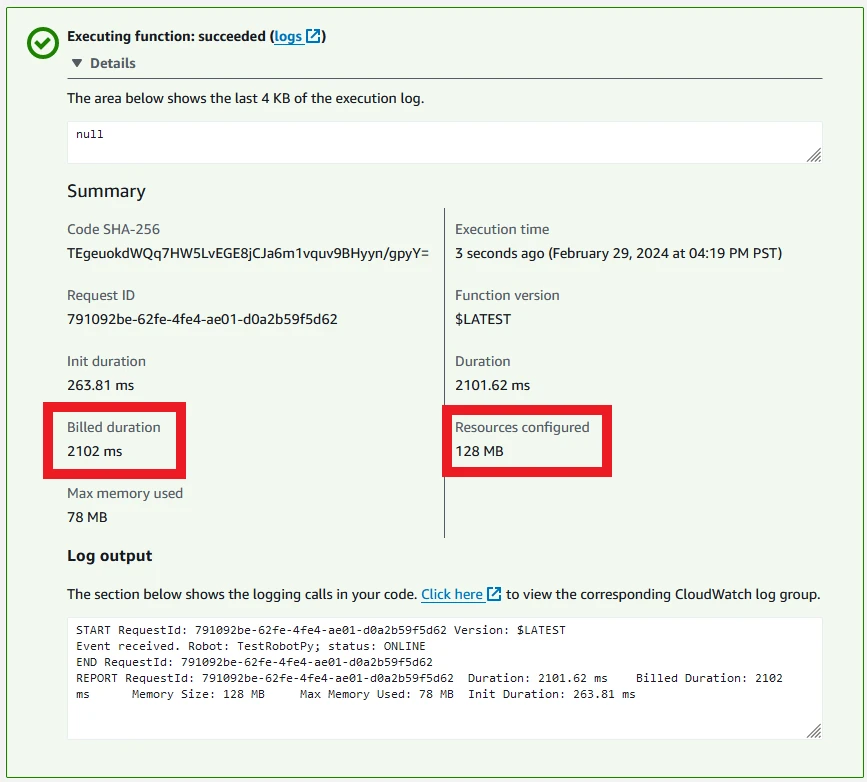 Executing function: succeeded (logs)
Details
The area below shows the last 4 KB of the execution log.
null
Summary
Code SHA-256
TEgeuokdWQq7HW5LvEGE8jCJa6m1vquv9BHyyn/gpyY=
Execution time
3 seconds ago (February 29, 2024 at 04:19 PM PST)
Request ID
791092be-62fe-4fe4-ae01-d0a2b59f5d62
Function version
$LATEST
Init duration
263.81 ms
Duration
2101.62 ms
Billed duration
2102 ms
Resources configured
128 MB
Max memory used
78 MB
Log output
The section below shows the logging calls in your code. Click here to view the corresponding CloudWatch log group.
START RequestId: 791092be-62fe-4fe4-ae01-d0a2b59f5d62 Version: $LATEST
Event received. Robot: TestRobotPy; status: ONLINE
END RequestId: 791092be-62fe-4fe4-ae01-d0a2b59f5d62
REPORT RequestId: 791092be-62fe-4fe4-ae01-d0a2b59f5d62 Duration: 2101.62 ms Billed Duration: 2102
ms Memory Size: 128 MB Max Memory Used: 78 MB Init Duration: 263.81 ms